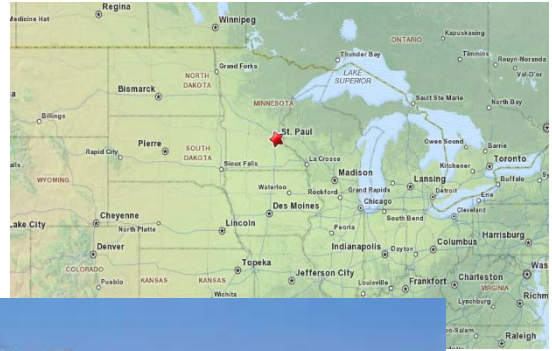 Medicine Hat
Regina
Winnipeg
ONTARIO
Kapuskasing
Timmins
Rouyn-Noranda
Val-D'or
Thunder Bay
Grand Forks
LAKE
SUPERIOR
NORTH
DAKOTA
Bismarck
MINNESOTA
Sault Ste Marie
North Bay
Billings
St. Paul
Pierre
SOUTH
DAKOTA
Rapid City
Sioux Falls
La Crosse
Owen Sound
Barrie
Kitchener
Toronto
WYOMING
Madison
Lansing
Buffalo
Waterloo
Rockford
Grand Rapids
Detroit
Erie
Des Moines
Chicago
Cheyenne
North Platte
Lake City
Lincoln
South Bend
Cleveland
Peoria
Harrisburg
Denver
Indianapolis
Dayton
Columbus
Topeka
COLORADO
Jefferson City
Pueblo
KANSAS
KANSAS
Louisville
Frankfort
Charleston
VIRGINIA
Wichita
Lynchburg
Raleigh